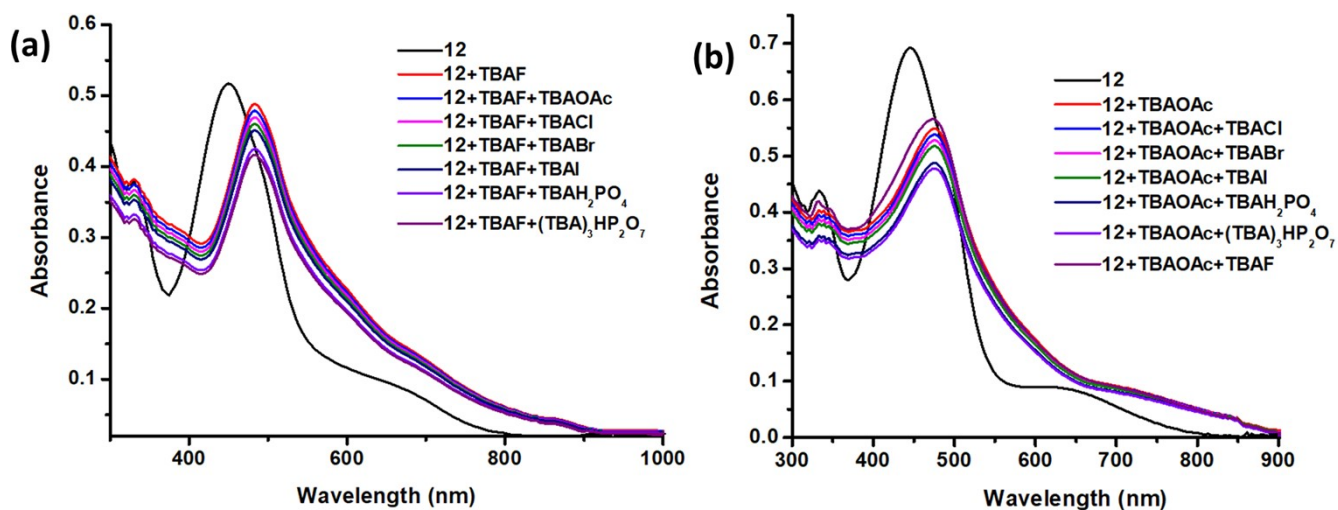 (a)
0.6
0.5
0.4
0.3
0.2
0.1
Absorbance
400
600
800
1000
Wavelength (nm)
12
12+TBAF
12+TBAF+TBAOAc
12+TBAF+TBACl
12+TBAF+TBABr
12+TBAF+TBAI
12+TBAF+TBAH₂PO₄
12+TBAF+(TBA)₃HP₂O₇
(b)
0.7
0.6
0.5
0.4
0.3
0.2
0.1
0.0
Absorbance
300
400
500
600
700
800
900
Wavelength (nm)
12
12+TBAOAc
12+TBAOAc+TBACl
12+TBAOAc+TBABr
12+TBAOAc+TBAI
12+TBAOAc+TBAH₂PO₄
12+TBAOAc+(TBA)₃HP₂O₇
12+TBAOAc+TBAF